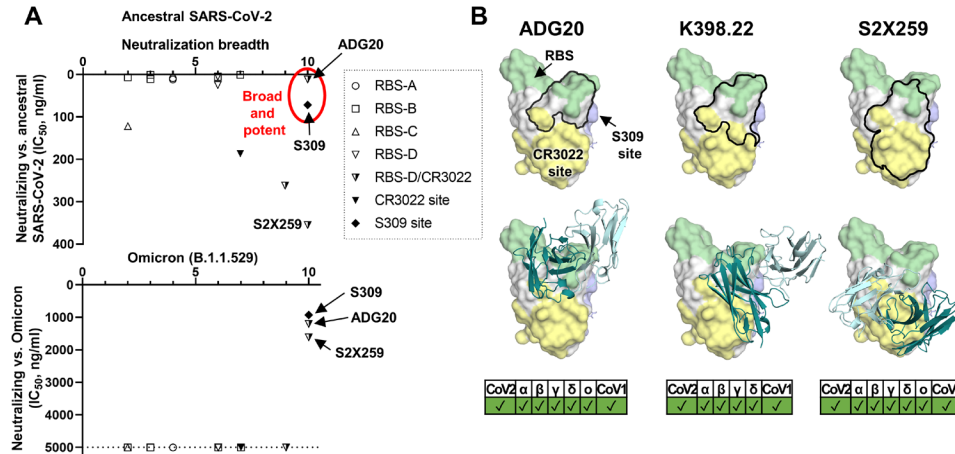 A
Ancestral SARS-CoV-2
Neutralization breadth
0 5 10
0
100
200
300
400
Neutralizing vs. ancestral
SARS-CoV-2 (IC50, ng/ml)
ADG20
Broad
and
potent
S309
S2X259
RBS-A
RBS-B
RBS-C
RBS-D
RBS-D/CR3022
CR3022 site
S309 site
Omicron (B.1.1.529)
0 5 10
0
1000
2000
3000
4000
5000
Neutralizing vs. Omicron
(IC50, ng/ml)
S309
ADG20
S2X259
B
ADG20 K398.22 S2X259
RBS
S309
site
CR3022
site
CoV2 α β γ δ ο CoV1
✓ ✓ ✓ ✓ ✓ ✓ ✓
CoV2 α β γ δ ο CoV1
✓ ✓ ✓ ✓ ✓ ✓ ✓
CoV2 α β γ δ ο CoV
✓ ✓ ✓ ✓ ✓ ✓ ✓